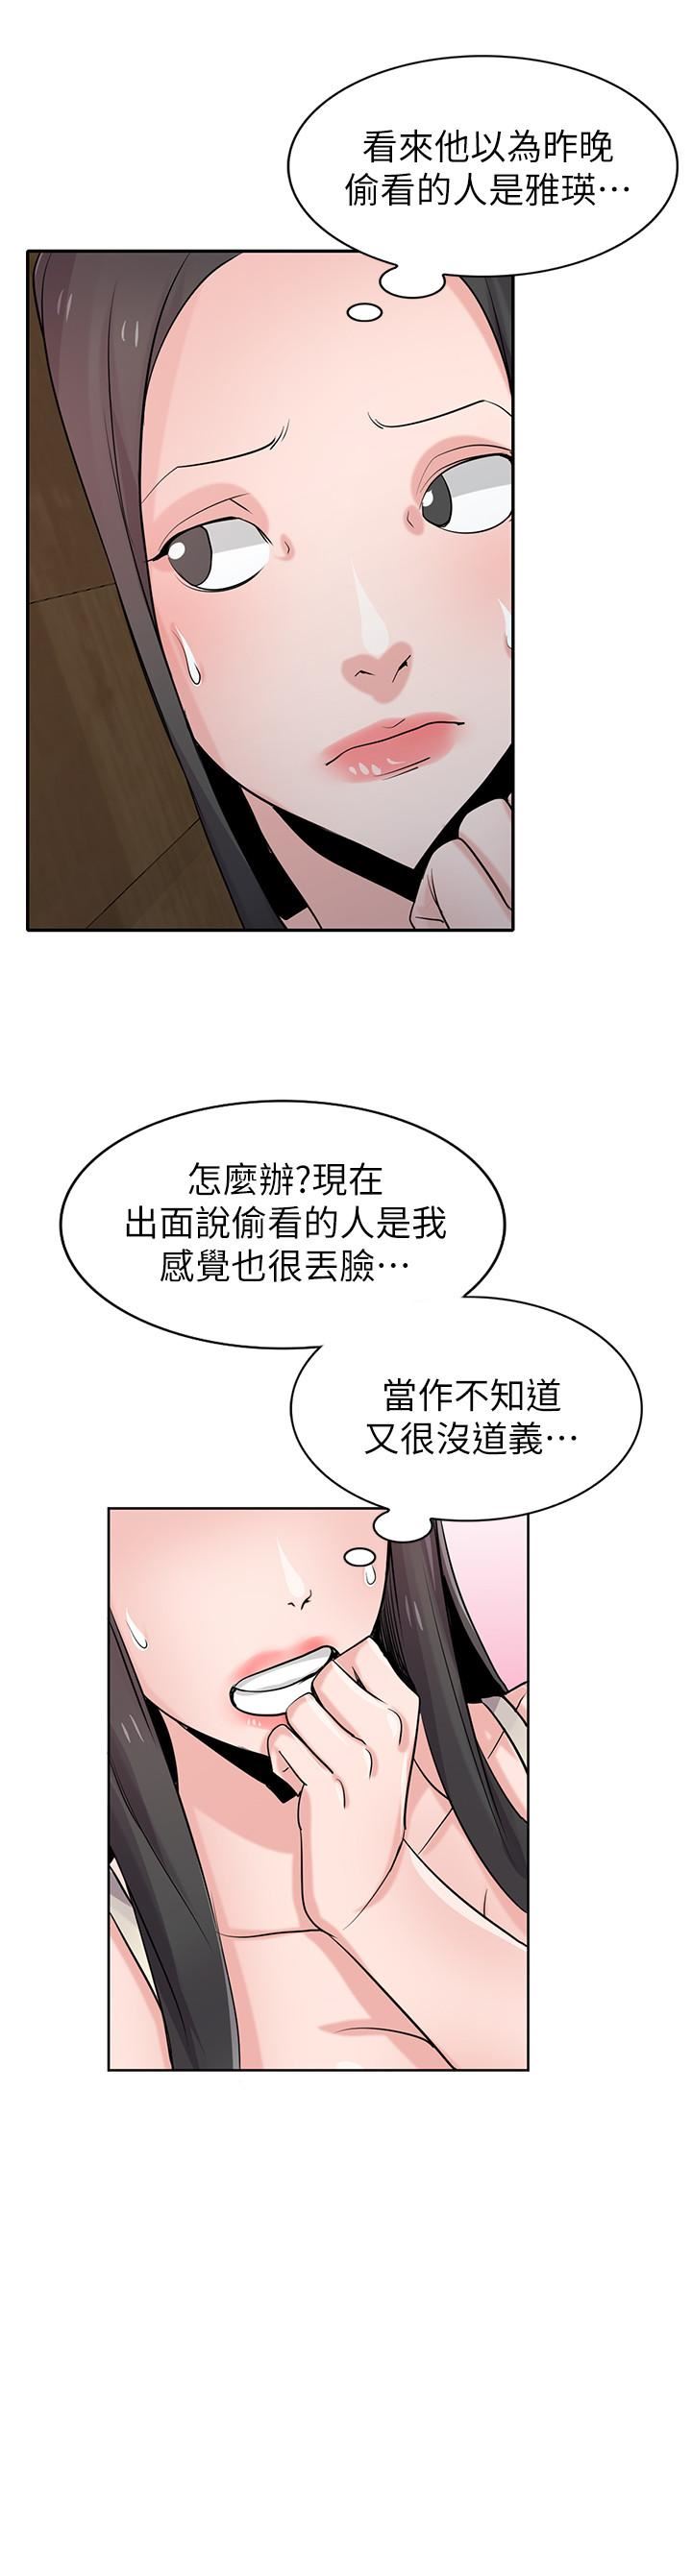 看來他以為昨晚
偷看的人是雅瑛⋯
怎麼辦?現在
出面說偷看的人是我
感覺也很丟臉⋯
當作不知道
又很沒道義⋯